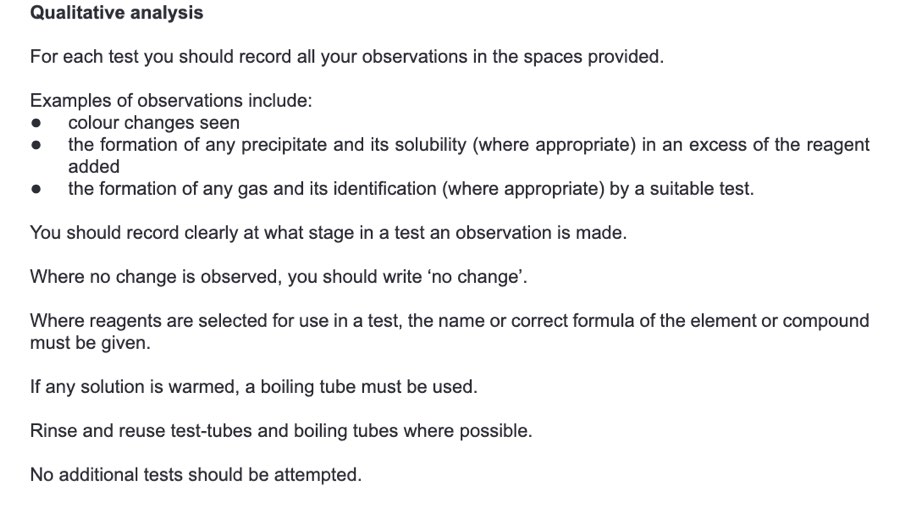 Qualitative analysis
For each test you should record all your observations in the spaces provided.
Examples of observations include:
● colour changes seen
● the formation of any precipitate and its solubility (where appropriate) in an excess of the reagent
added
● the formation of any gas and its identification (where appropriate) by a suitable test.
You should record clearly at what stage in a test an observation is made.
Where no change is observed, you should write ‘no change’.
Where reagents are selected for use in a test, the name or correct formula of the element or compound
must be given.
If any solution is warmed, a boiling tube must be used.
Rinse and reuse test-tubes and boiling tubes where possible.
No additional tests should be attempted.